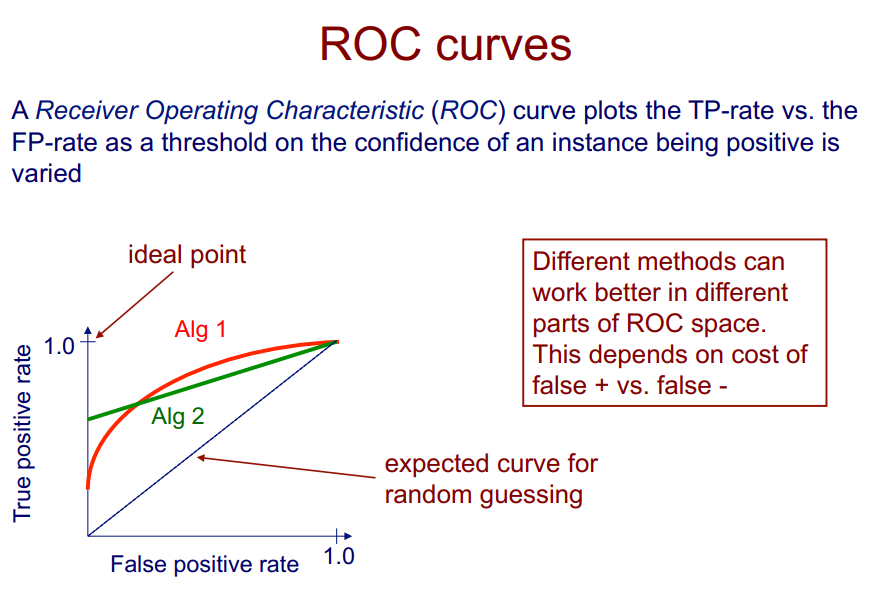 ROC curves
A Receiver Operating Characteristic (ROC) curve plots the TP-rate vs. the
FP-rate as a threshold on the confidence of an instance being positive is
varied
ideal point
Different methods can
work better in different
parts of ROC space.
This depends on cost of
false + vs. false -
Alg 1
1.0
Alg 2
True positive rate
expected curve for
random guessing
1.0
False positive rate